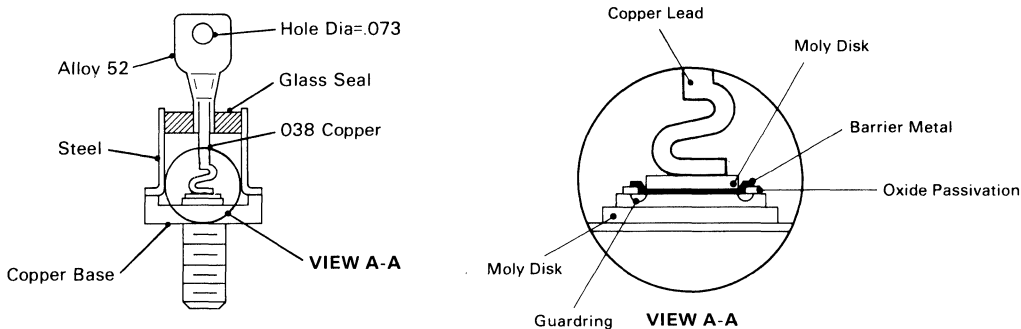 Hole Dia=.073
Alloy 52
Glass Seal
038 Copper
Steel
Copper Base
VIEW A-A
Copper Lead
Moly Disk
Barrier Metal
Oxide Passivation
Moly Disk
Guardring
VIEW A-A